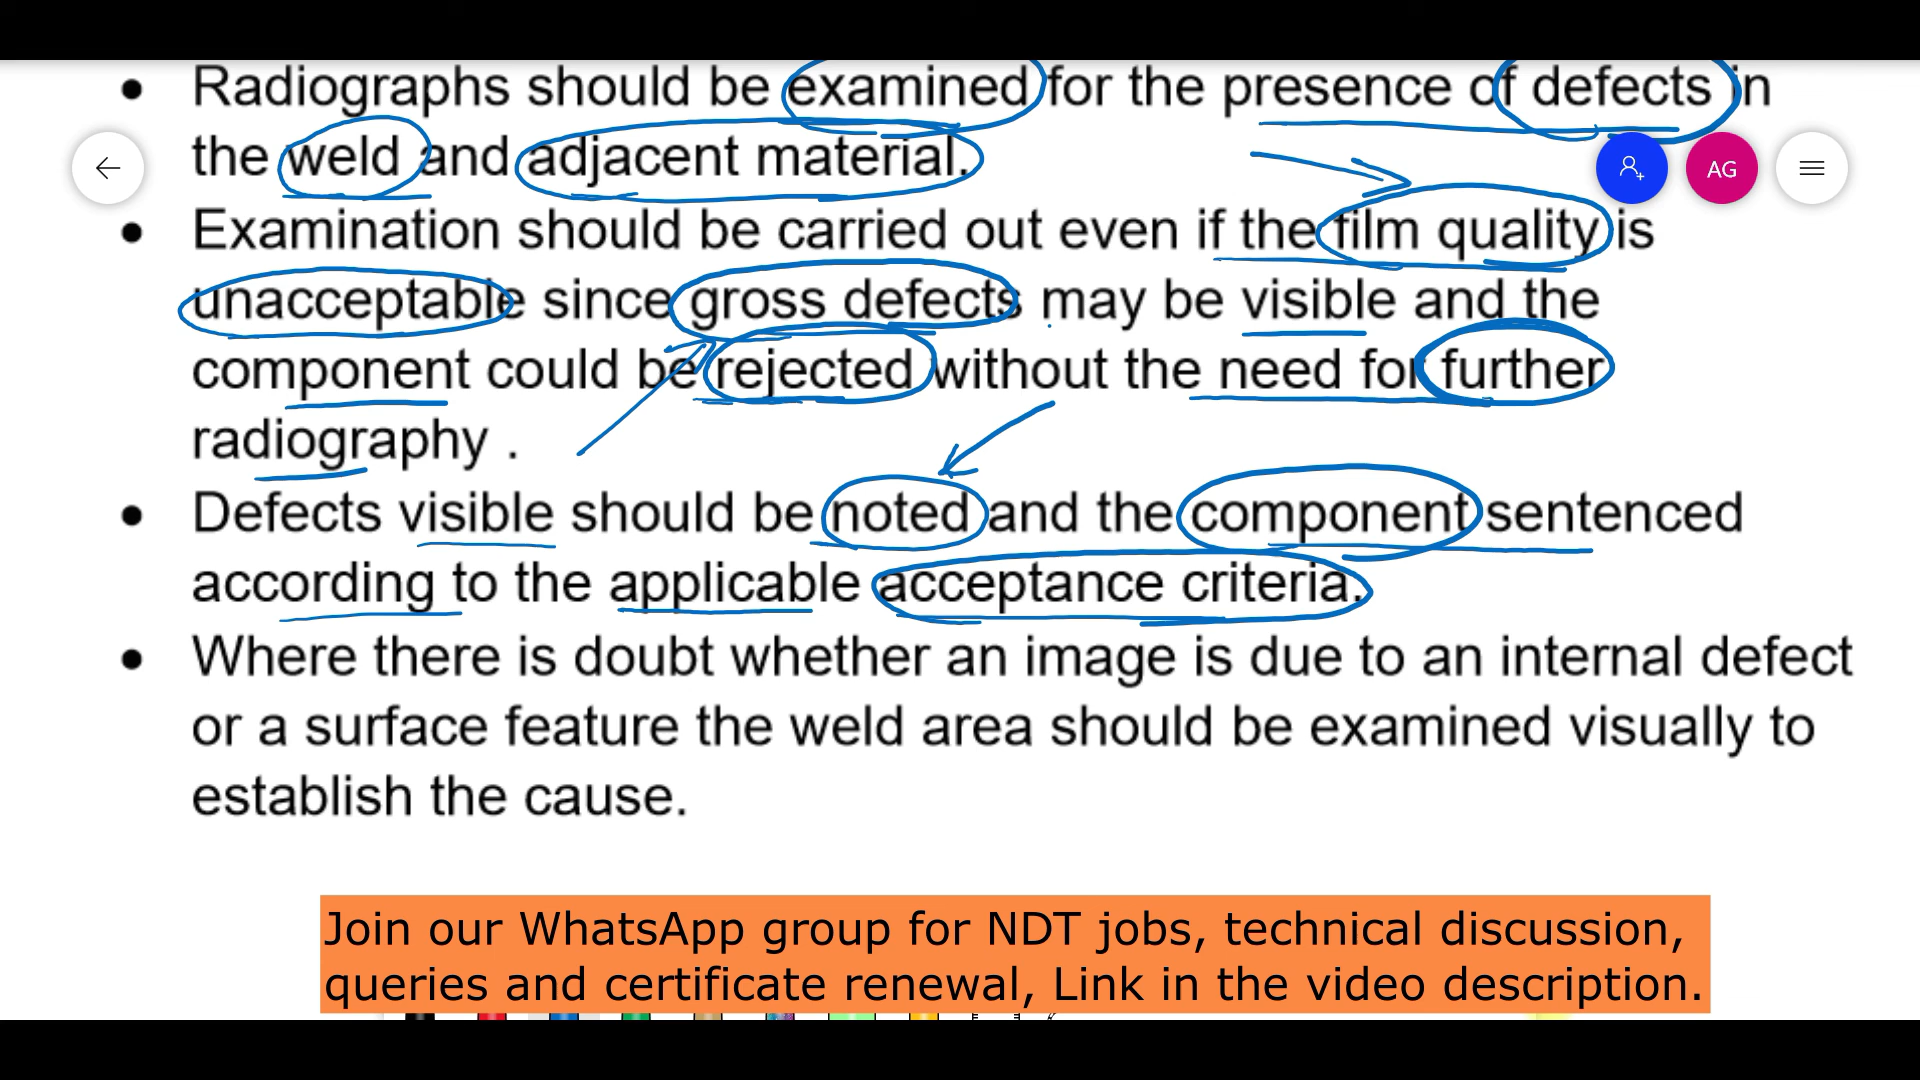 Radiographs should be examined for the presence of defects in
the weld and adjacent material.
AG
Examination should be carried out even if the film quality is
unacceptable since gross defects may be visible and the
component could be rejected without the need for further
radiography .
Defects visible should be noted and the component sentenced
according to the applicable acceptance criteria.
Where there is doubt whether an image is due to an internal defect
or a surface feature the weld area should be examined visually to
establish the cause.
Join our WhatsApp group for NDT jobs, technical discussion,
queries and certificate renewal, Link in the video description.